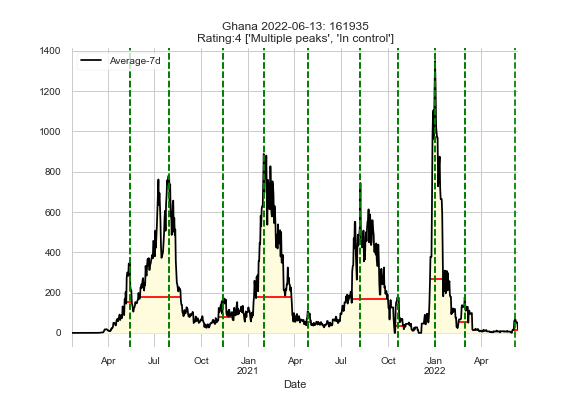 Ghana 2022-06-13: 161935
Rating:4 ['Multiple peaks', 'In control']
1400
Average-7d
1200
1000
800
600
400
200
0
Apr Jul Oct Jan Apr Jul Oct Jan Apr
2021 2022
Date